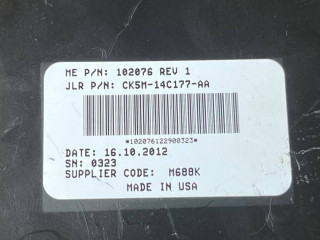 ME P/N: 102076 REV 1
JLR P/N: CK5M-14C177-AA
*102076122900323*
DATE: 16.10.2012
SN: 0323
SUPPLIER CODE: M688K
MADE IN USA